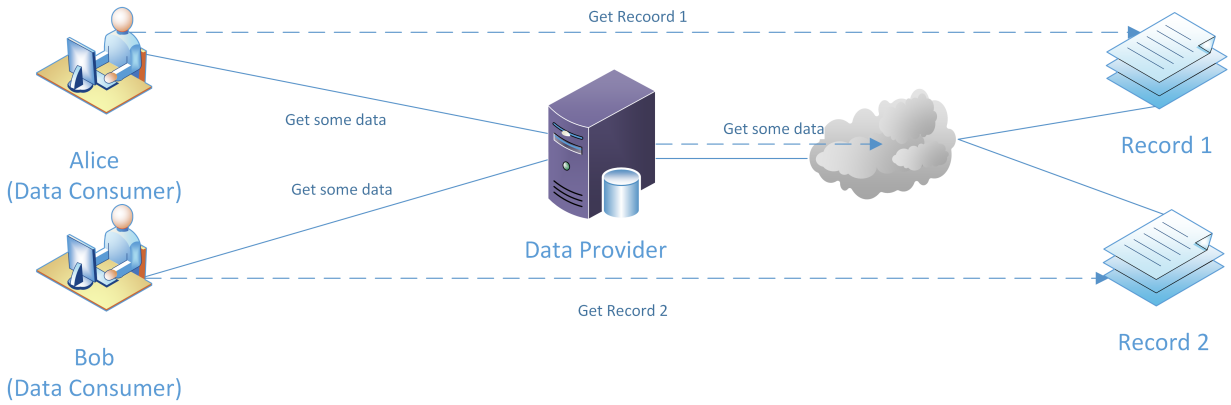 Get Recoord 1
Get some data
Get some data
Alice
(Data Consumer)
Record 1
Get some data
Data Provider
Get Record 2
Record 2
Bob
(Data Consumer)